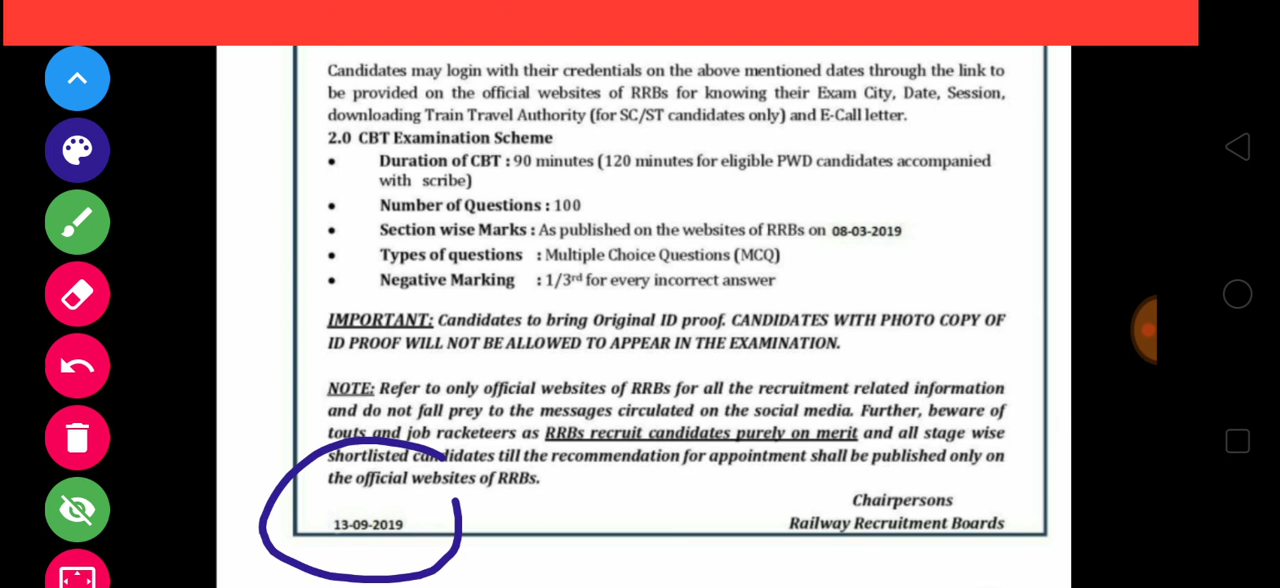 Candidates may login with their credentials on the above mentioned dates through the link to
be provided on the official websites of RRBs for knowing their Exam City, Date, Session,
downloading Train Travel Authority (for SC/ST candidates only) and E-Call letter.
2.0 CBT Examination Scheme
• Duration of CBT : 90 minutes (120 minutes for eligible PWD candidates accompanied
with scribe)
• Number of Questions : 100
• Section wise Marks : As published on the websites of RRBs on 08-03-2019
• Types of questions : Multiple Choice Questions (MCQ)
• Negative Marking : 1/3rd for every incorrect answer
IMPORTANT: Candidates to bring Original ID proof. CANDIDATES WITH PHOTO COPY OF
ID PROOF WILL NOT BE ALLOWED TO APPEAR IN THE EXAMINATION.
NOTE: Refer to only official websites of RRBs for all the recruitment related information
and do not fall prey to the messages circulated on the social media. Further, beware of
touts and job racketeers as RRBs recruit candidates purely on merit and all stage wise
shortlisted candidates till the recommendation for appointment shall be published only on
the official websites of RRBs.
Chairpersons
13-09-2019 Railway Recruitment Boards